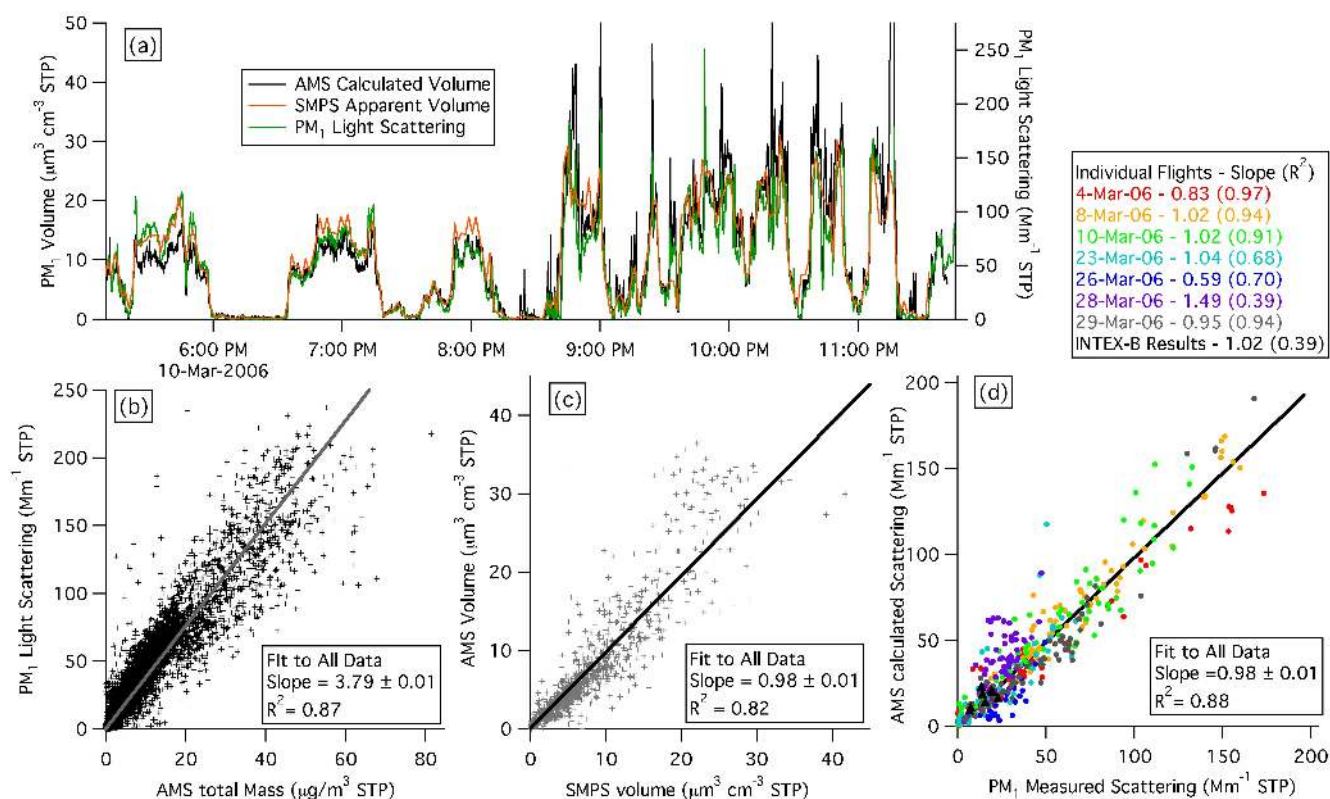 (a)
50
40
30
20
10
0
PM₁ Volume (μm³ cm⁻³ STP)
AMS Calculated Volume
SMPS Apparent Volume
PM₁ Light Scattering
250
200
150
100
50
0
PM₁ Light Scattering (Mm⁻¹ STP)
6:00 PM 7:00 PM 8:00 PM 9:00 PM 10:00 PM 11:00 PM
10-Mar-2006
Individual Flights - Slope (R²)
4-Mar-06 - 0.83 (0.97)
8-Mar-06 - 1.02 (0.94)
10-Mar-06 - 1.02 (0.91)
23-Mar-06 - 1.04 (0.68)
26-Mar-06 - 0.59 (0.70)
28-Mar-06 - 1.49 (0.39)
29-Mar-06 - 0.95 (0.94)
INTEX-B Results - 1.02 (0.39)
(b)
250
200
150
100
50
0
PM₁ Light Scattering (Mm⁻¹ STP)
Fit to All Data
Slope = 3.79 ± 0.01
R²= 0.87
0 20 40 60 80
AMS total Mass (μg/m³ STP)
(c)
40
30
20
10
0
AMS Volume (μm³ cm⁻³ STP)
Fit to All Data
Slope = 0.98 ± 0.01
R²= 0.82
0 10 20 30 40
SMPS volume (μm³ cm⁻³ STP)
(d)
200
150
100
50
0
AMS calculated Scattering (Mm⁻¹ STP)
Fit to All Data
Slope =0.98 ± 0.01
R²= 0.88
0 50 100 150 200
PM₁ Measured Scattering (Mm⁻¹ STP)